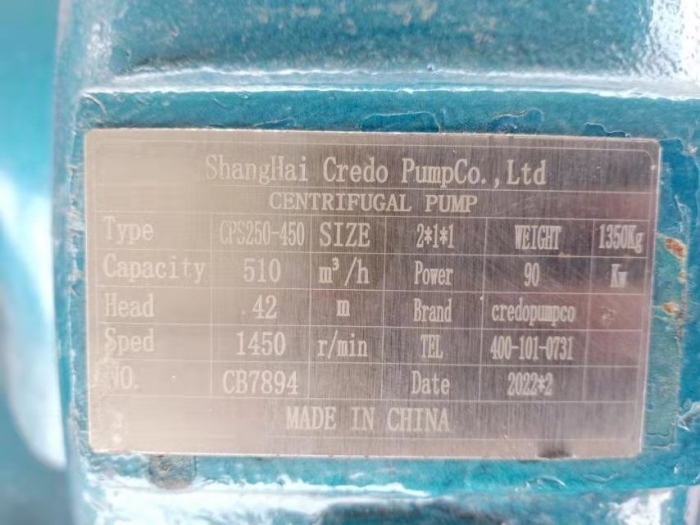 ShangHai Credo PumpCo.,Ltd
CENTRIFUGAL PUMP
Type CPS250-450 SIZE 2*1*1 WEIGHT 1350Kg
Capacity 510 m³/h Power 90 Kw
Head 42 m Brand credopumpco
Sped 1450 r/min TEL 400-101-0731
NO. CB7894 Date 2022*2
MADE IN CHINA